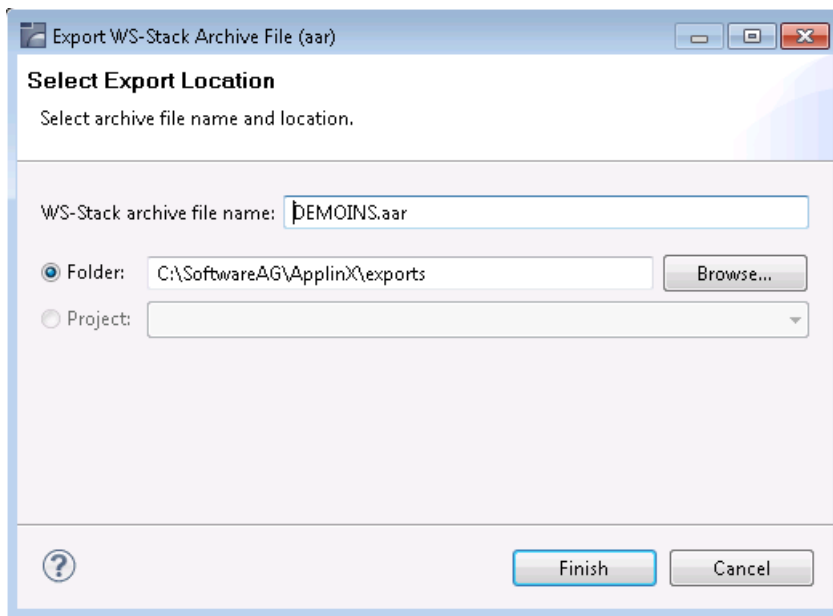 Export WS-Stack Archive File (aar)
Select Export Location
Select archive file name and location.
WS-Stack archive file name: DEMOINS.aar
Folder: C:\SoftwareAG\ApplinX\exports Browse...
Project:
? Finish Cancel